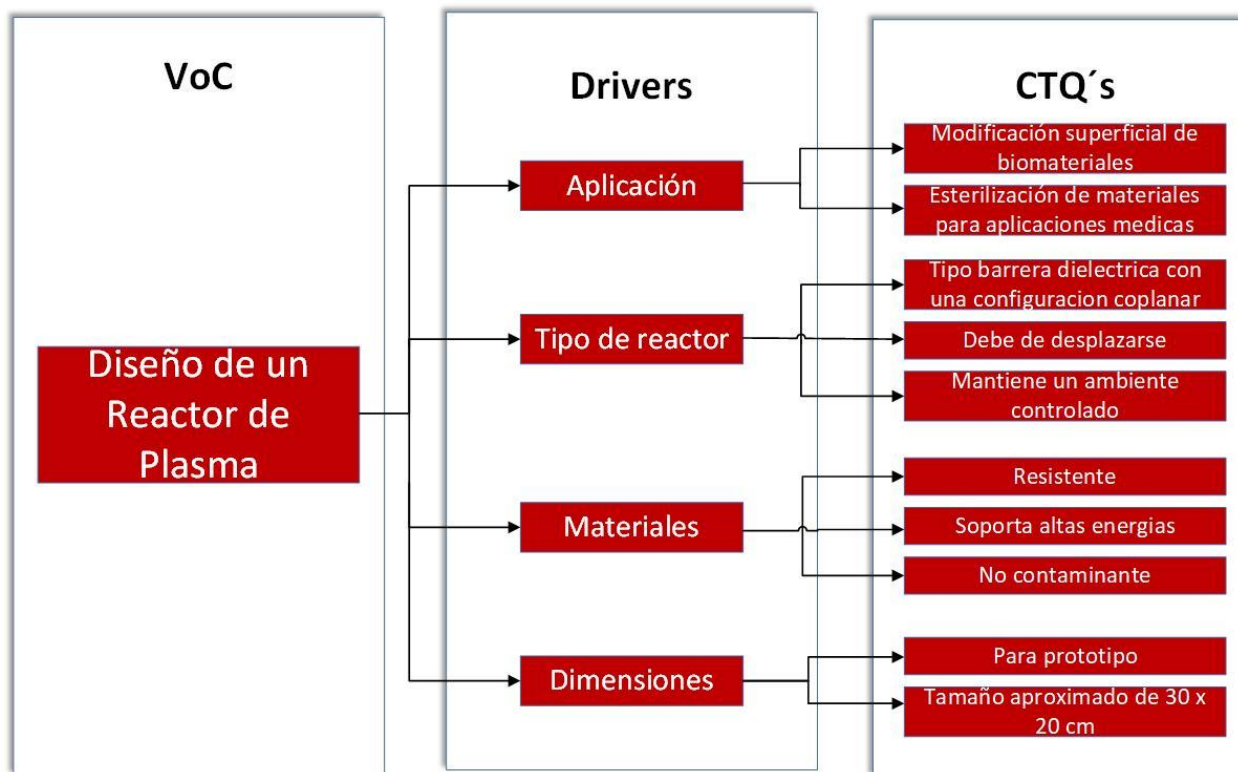 VoC
Diseño de un
Reactor de
Plasma
Drivers
Aplicación
Tipo de reactor
Materiales
Dimensiones
CTQ´s
Modificación superficial de
biomateriales
Esterilización de materiales
para aplicaciones medicas
Tipo barrera dielectrica con
una configuracion coplanar
Debe de desplazarse
Mantiene un ambiente
controlado
Resistente
Soporta altas energias
No contaminante
Para prototipo
Tamaño aproximado de 30 x
20 cm